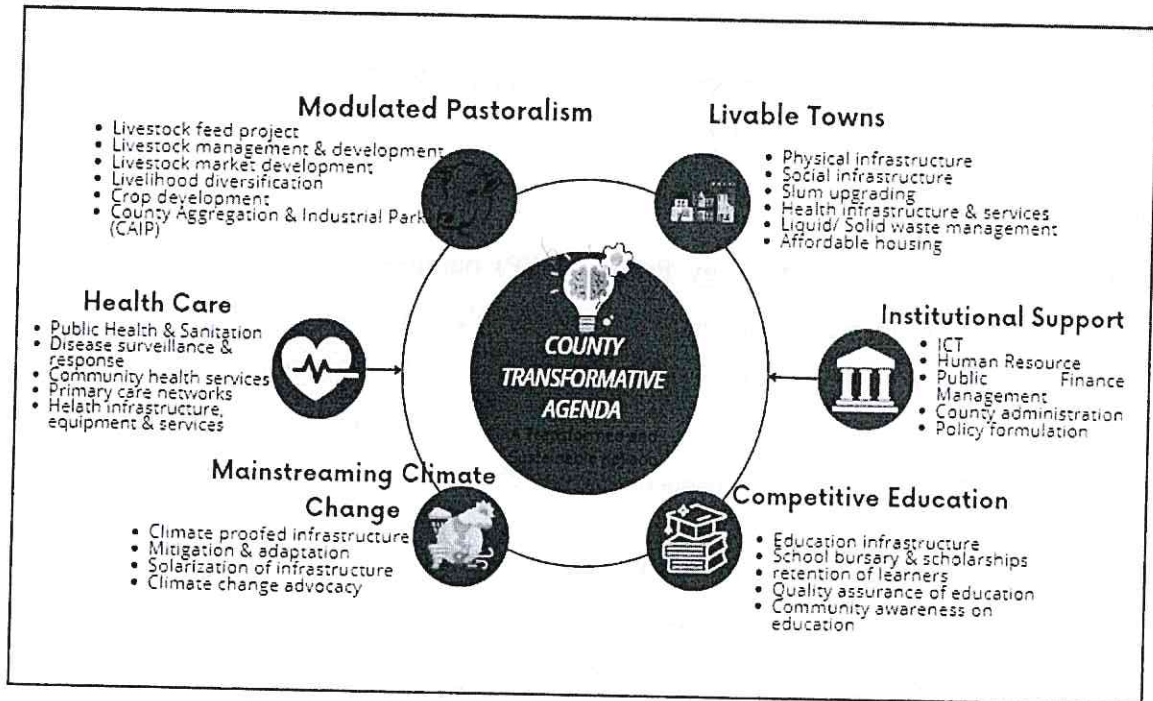 Modulated Pastoralism
• Livestock feed project
• Livestock management & development
• Livestock market development
• Livelihood diversification
• Crop development
• County Aggregation & Industrial Park
(CAIP)
Livable Towns
• Physical infrastructure
• Social infrastructure
• Slum upgrading
• Health infrastructure & services
• Liquid/ Solid waste management
• Affordable housing
Health Care
• Public Health & Sanitation
• Disease surveillance &
response
• Community health services
• Primary care networks
• Helath infrastructure,
equipment & services
COUNTY
TRANSFORMATIVE
AGENDA
A Transformed and
Sustainable
Institutional Support
• ICT
• Human Resource
• Public Finance
Management
• County administration
• Policy formulation
Mainstreaming Climate
Change
• Climate proofed infrastructure
• Mitigation & adaptation
• Solarization of infrastructure
• Climate change advocacy
Competitive Education
• Education infrastructure
• School bursary & scholarships
• retention of learners
• Quality assurance of education
• Community awareness on
education